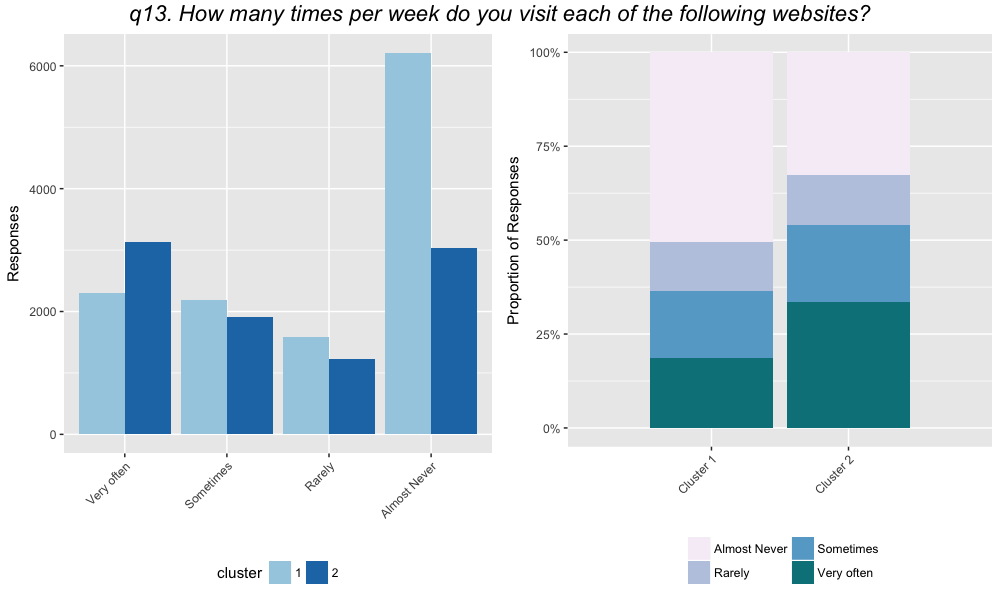 q13. How many times per week do you visit each of the following websites?
Responses
6000
4000
2000
0
Very often
Sometimes
Rarely
Almost Never
cluster 1 2
Proportion of Responses
100%
75%
50%
25%
0%
Cluster 1
Cluster 2
Almost Never Sometimes
Rarely Very often